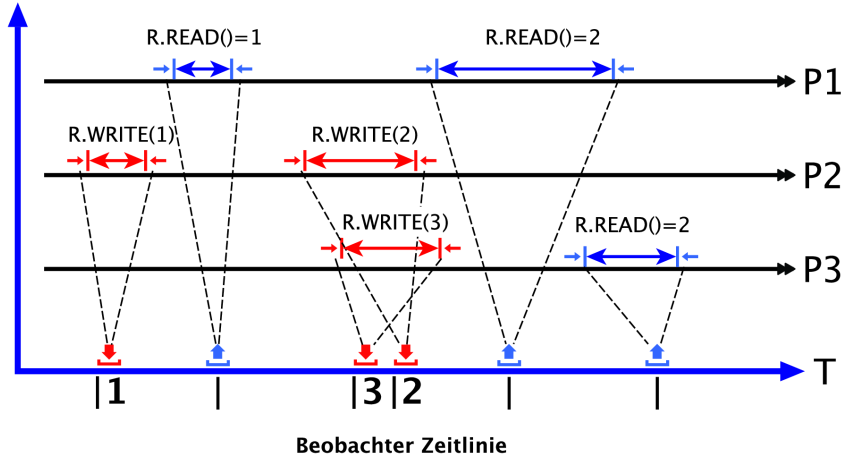 R.READ()=1 R.READ()=2
P1
R.WRITE(1) R.WRITE(2)
P2
R.WRITE(3) R.READ()=2
P3
T
|1 | |3 |2 | |
Beobachter Zeitlinie